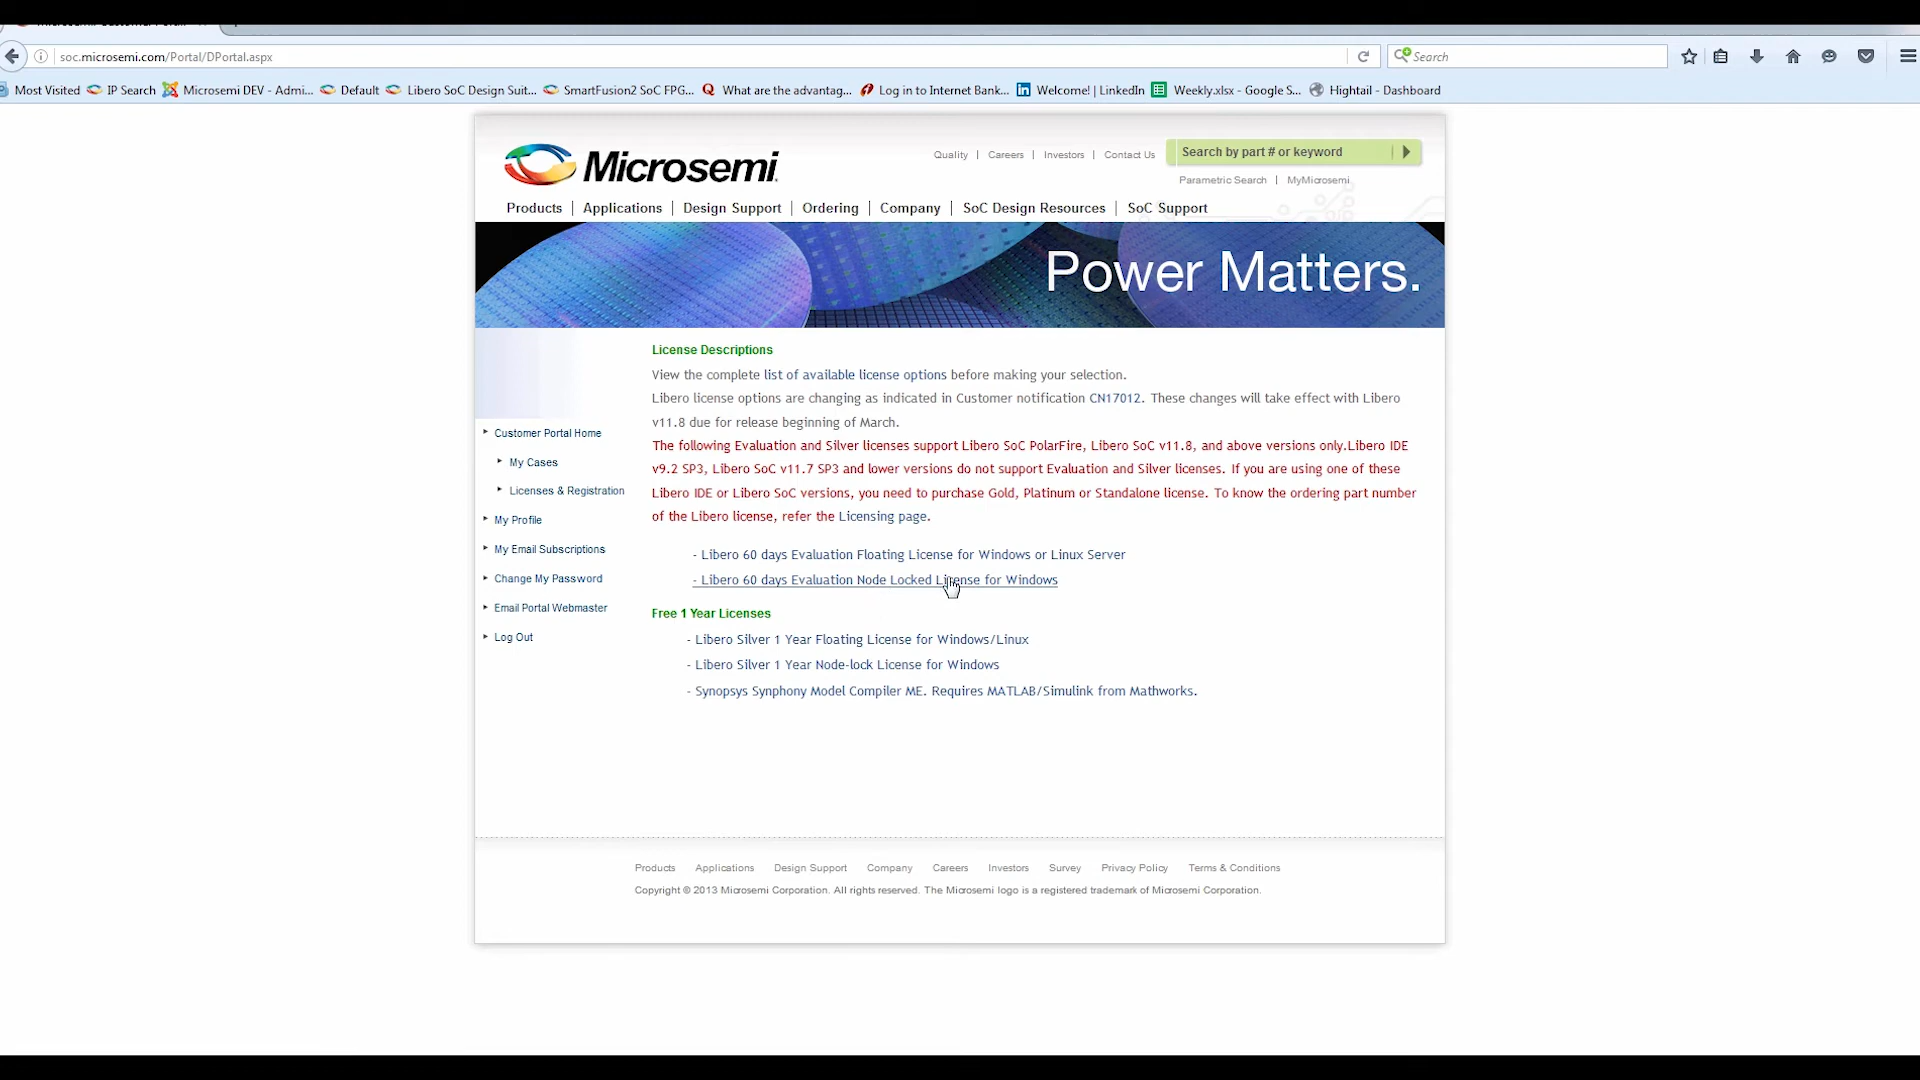 soc.microsemi.com/Portal/DPortal.aspx
Search
Most Visited IP Search Microsemi DEV - Admi... Default Libero SoC Design Suit... SmartFusion2 SoC FPG... What are the advantag... Log in to Internet Bank... Welcome! | LinkedIn Weekly.xlsx - Google S... Hightail - Dashboard
Microsemi
Quality | Careers | Investors | Contact Us
Search by part # or keyword
Parametric Search | MyMicrosemi
Products | Applications | Design Support | Ordering | Company | SoC Design Resources | SoC Support
Power Matters.
Customer Portal Home
My Cases
Licenses & Registration
My Profile
My Email Subscriptions
Change My Password
Email Portal Webmaster
Log Out
License Descriptions
View the complete list of available license options before making your selection.
Libero license options are changing as indicated in Customer notification CN17012. These changes will take effect with Libero
v11.8 due for release beginning of March.
The following Evaluation and Silver licenses support Libero SoC PolarFire, Libero SoC v11.8, and above versions only.Libero IDE
v9.2 SP3, Libero SoC v11.7 SP3 and lower versions do not support Evaluation and Silver licenses. If you are using one of these
Libero IDE or Libero SoC versions, you need to purchase Gold, Platinum or Standalone license. To know the ordering part number
of the Libero license, refer the Licensing page.
- Libero 60 days Evaluation Floating License for Windows or Linux Server
- Libero 60 days Evaluation Node Locked License for Windows
Free 1 Year Licenses
- Libero Silver 1 Year Floating License for Windows/Linux
- Libero Silver 1 Year Node-lock License for Windows
- Synopsys Synphony Model Compiler ME. Requires MATLAB/Simulink from Mathworks.
Products Applications Design Support Company Careers Investors Survey Privacy Policy Terms & Conditions
Copyright © 2013 Microsemi Corporation. All rights reserved. The Microsemi logo is a registered trademark of Microsemi Corporation.